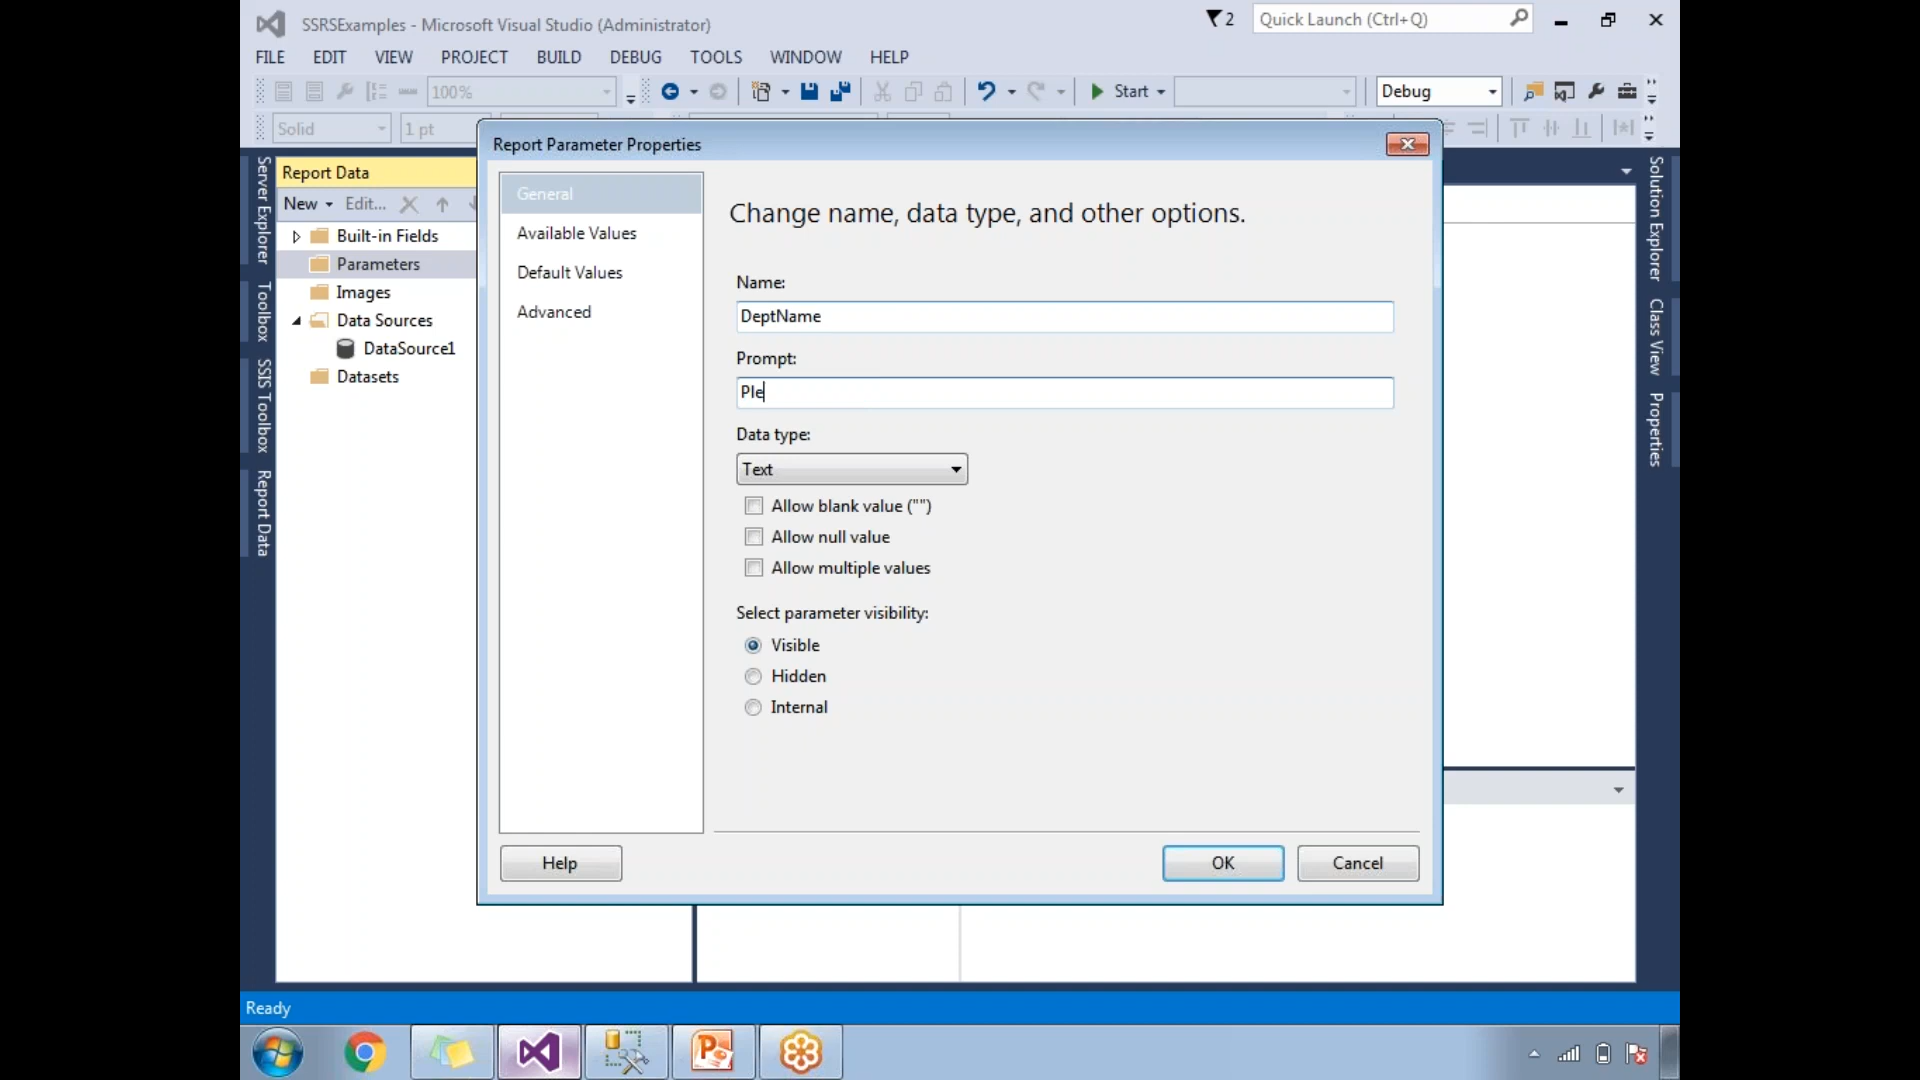 SSRSExamples - Microsoft Visual Studio (Administrator)
2
Quick Launch (Ctrl+Q)
FILE EDIT VIEW PROJECT BUILD DEBUG TOOLS WINDOW HELP
100%
Start
Debug
Solid
1 pt
Report Parameter Properties
Server Explorer
Toolbox
SSIS Toolbox
Report Data
Report Data
New Edit...
Built-in Fields
Parameters
Images
Data Sources
DataSource1
Datasets
General
Available Values
Default Values
Advanced
Change name, data type, and other options.
Name:
DeptName
Prompt:
Ple
Data type:
Text
Allow blank value ("")
Allow null value
Allow multiple values
Select parameter visibility:
Visible
Hidden
Internal
Help
OK
Cancel
Solution Explorer
Class View
Properties
Ready